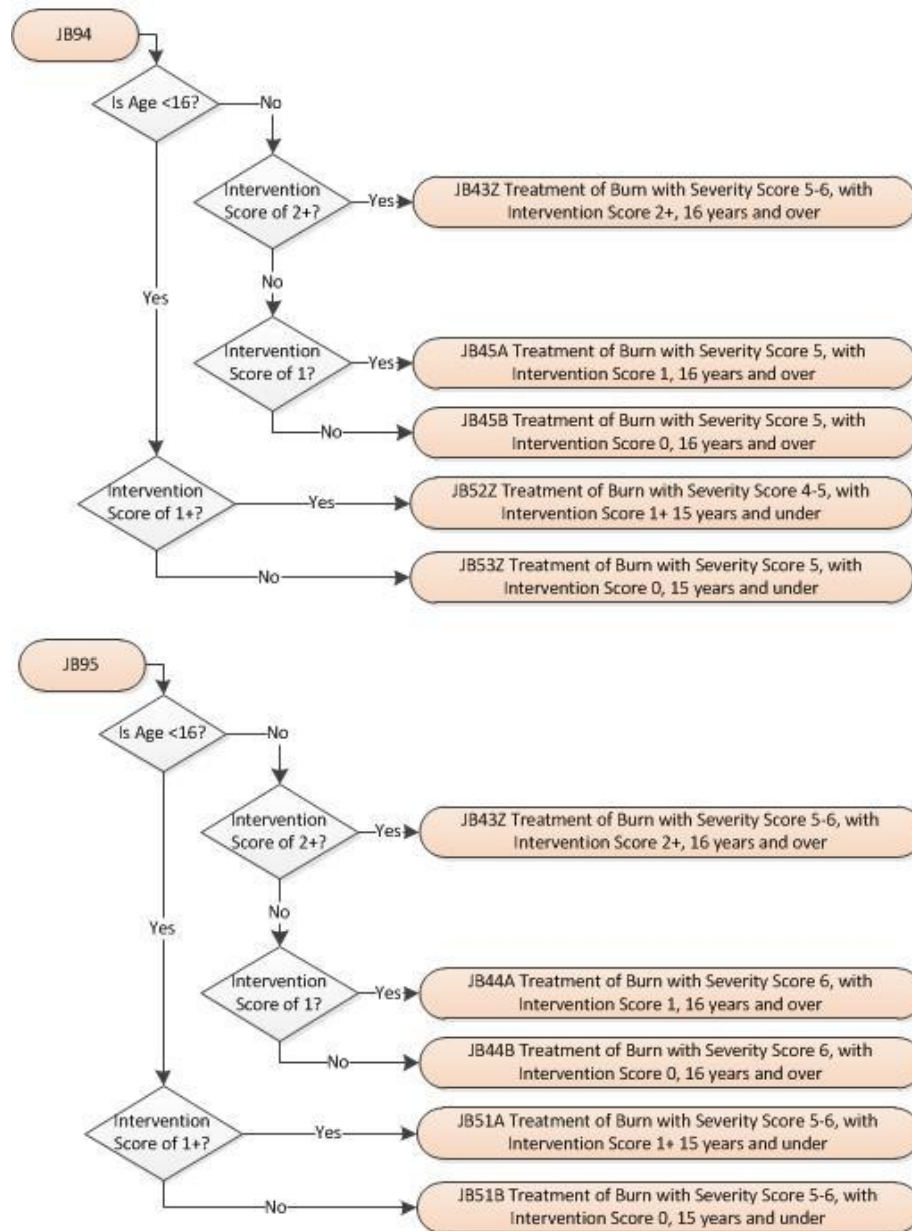 JB94
Is Age <16?
No
Intervention
Score of 2+?
Yes
JB43Z Treatment of Burn with Severity Score 5-6, with
Intervention Score 2+, 16 years and over
No
Yes
Intervention
Score of 1?
Yes
JB45A Treatment of Burn with Severity Score 5, with
Intervention Score 1, 16 years and over
No
JB45B Treatment of Burn with Severity Score 5, with
Intervention Score 0, 16 years and over
Intervention
Score of 1+?
Yes
JB52Z Treatment of Burn with Severity Score 4-5, with
Intervention Score 1+ 15 years and under
No
JB53Z Treatment of Burn with Severity Score 5, with
Intervention Score 0, 15 years and under
JB95
Is Age <16?
No
Intervention
Score of 2+?
Yes
JB43Z Treatment of Burn with Severity Score 5-6, with
Intervention Score 2+, 16 years and over
No
Yes
Intervention
Score of 1?
Yes
JB44A Treatment of Burn with Severity Score 6, with
Intervention Score 1, 16 years and over
No
JB44B Treatment of Burn with Severity Score 6, with
Intervention Score 0, 16 years and over
Intervention
Score of 1+?
Yes
JB51A Treatment of Burn with Severity Score 5-6, with
Intervention Score 1+ 15 years and under
No
JB51B Treatment of Burn with Severity Score 5-6, with
Intervention Score 0, 15 years and under